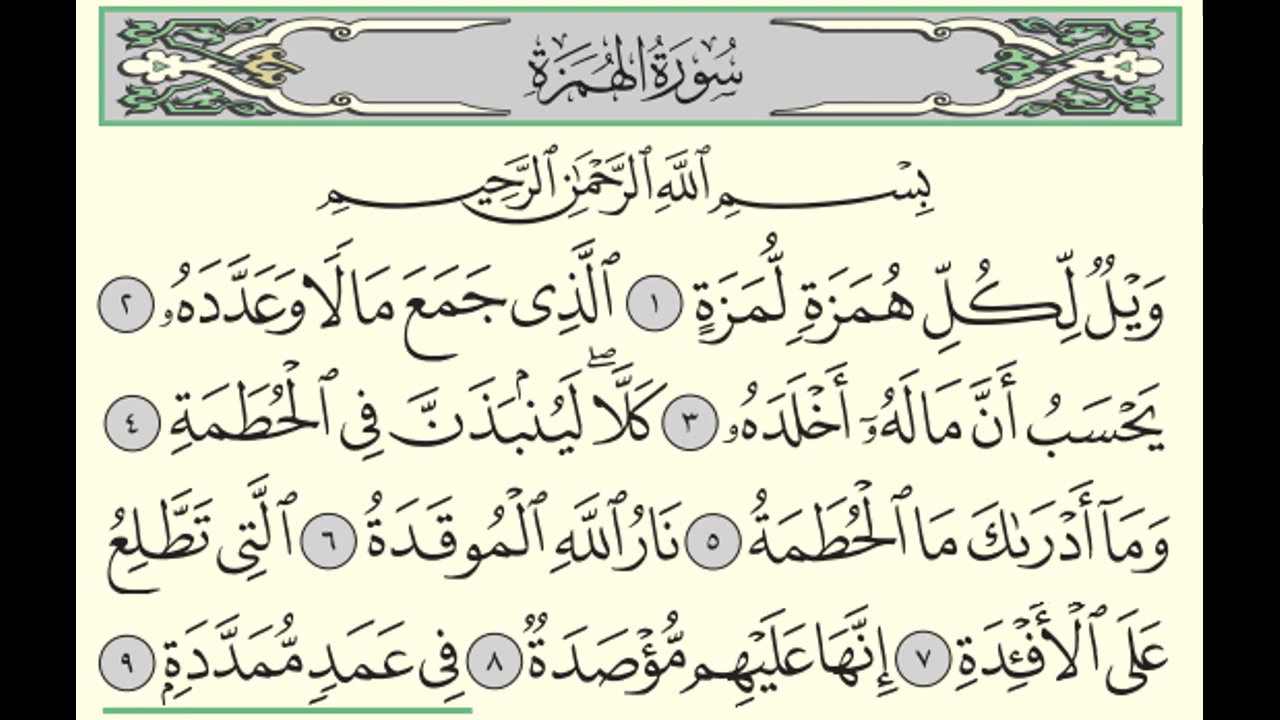 سُورَةُ الهُمَزَةِ
بِسْمِ ٱللَّهِ ٱلرَّحْمَٰنِ ٱلرَّحِيمِ
وَيْلٌ لِّكُلِّ هُمَزَةٍ لُّمَزَةٍ ١ ٱلَّذِى جَمَعَ مَالًا وَعَدَّدَهُۥ ٢
يَحْسَبُ أَنَّ مَالَهُۥٓ أَخْلَدَهُۥ ٣ كَلَّا ۖ لَيُنۢبَذَنَّ فِى ٱلْحُطَمَةِ ٤
وَمَآ أَدْرَىٰكَ مَا ٱلْحُطَمَةُ ٥ نَارُ ٱللَّهِ ٱلْمُوقَدَةُ ٦ ٱلَّتِى تَطَّلِعُ
عَلَى ٱلْأَفْـِٔدَةِ ٧ إِنَّهَا عَلَيْهِم مُّؤْصَدَةٌ ٨ فِى عَمَدٍ مُّمَدَّدَةٍۭ ٩